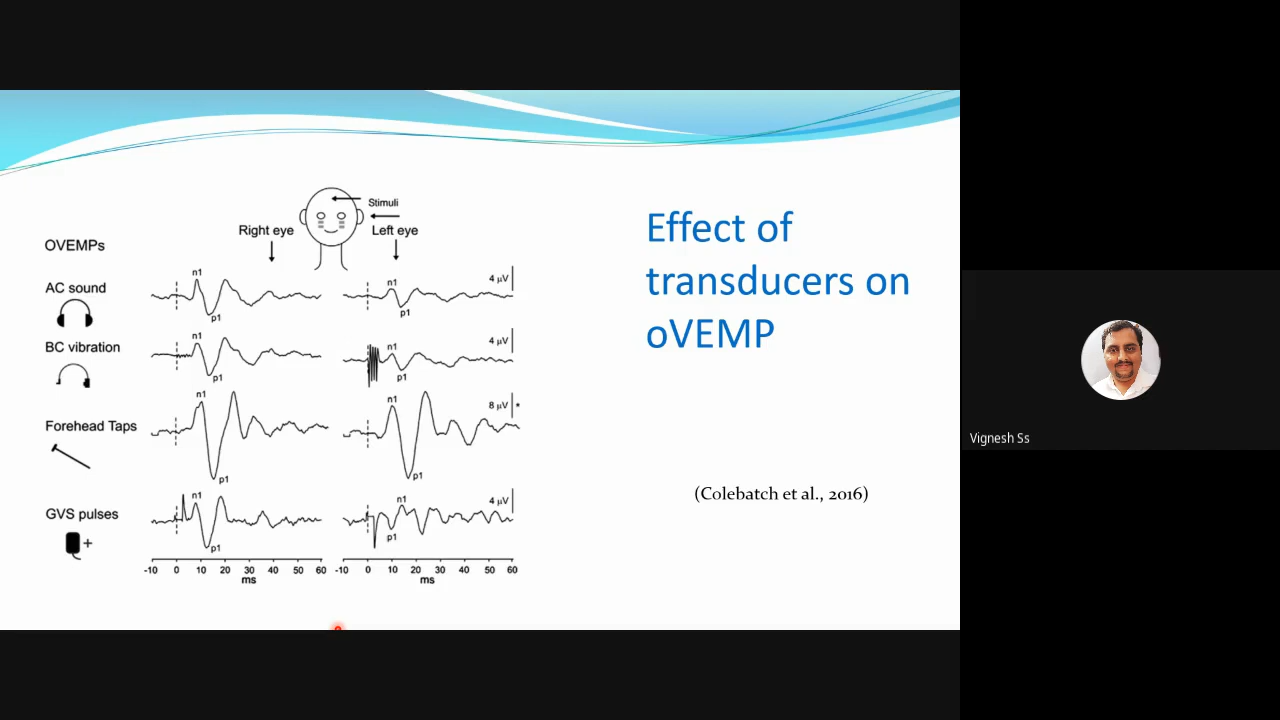 Effect of
transducers on
oVEMP
(Colebatch et al., 2016)
Stimuli
Right eye
Left eye
OVEMPs
AC sound
n1
p1
n1
p1
4 µV
BC vibration
n1
p1
n1
p1
4 µV
Forehead Taps
n1
p1
n1
p1
8 µV *
GVS pulses
+
n1
p1
n1
p1
4 µV
-10 0 10 20 30 40 50 60
ms
-10 0 10 20 30 40 50 60
ms
Vignesh Ss